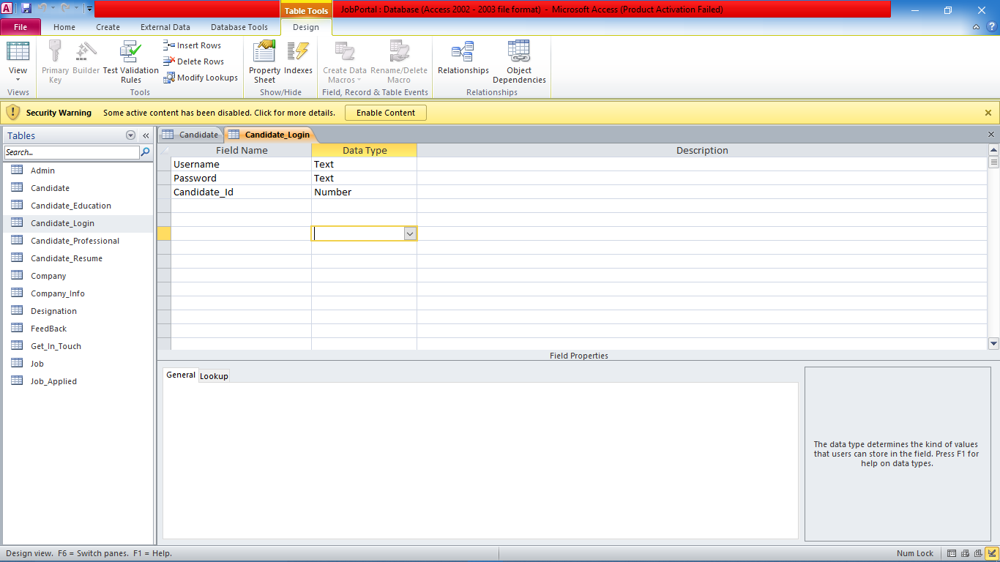 Table Tools JobPortal : Database (Access 2002 - 2003 file format) - Microsoft Access (Product Activation Failed)
File Home Create External Data Database Tools Design
View
Primary Key
Builder
Test Validation Rules
Insert Rows
Delete Rows
Modify Lookups
Property Sheet
Indexes
Create Data Macros
Rename/Delete Macro
Relationships
Object Dependencies
Views Tools Show/Hide Field, Record & Table Events Relationships
Security Warning Some active content has been disabled. Click for more details. Enable Content
Tables
Search...
Admin
Candidate
Candidate_Education
Candidate_Login
Candidate_Professional
Candidate_Resume
Company
Company_Info
Designation
FeedBack
Get_In_Touch
Job
Job_Applied
Candidate Candidate_Login
Field Name Data Type Description
Username Text
Password Text
Candidate_Id Number
Field Properties
General Lookup
The data type determines the kind of values
that users can store in the field. Press F1 for
help on data types.
Design view. F6 = Switch panes. F1 = Help. Num Lock